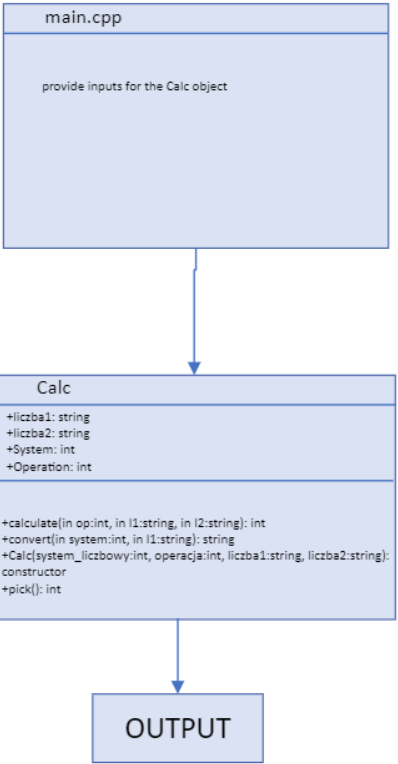 main.cpp
provide inputs for the Calc object
Calc
+liczba1: string
+liczba2: string
+System: int
+Operation: int
+calculate(in op:int, in l1:string, in l2:string): int
+convert(in system:int, in l1:string): string
+Calc(system_liczbowy:int, operacja:int, liczba1:string, liczba2:string):
constructor
+pick(): int
OUTPUT